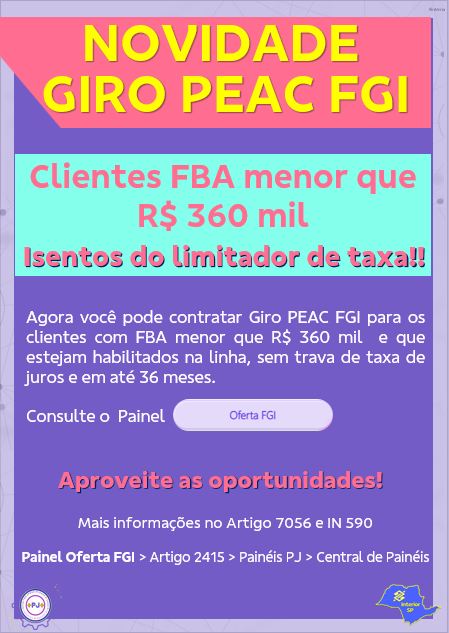 NOVIDADE
GIRO PEAC FGI
Clientes FBA menor que
R$ 360 mil
Isentos do limitador de taxa!!
Agora você pode contratar Giro PEAC FGI para os
clientes com FBA menor que R$ 360 mil e que
estejam habilitados na linha, sem trava de taxa de
juros e em até 36 meses.
Consulte o Painel
Oferta FGI
Aproveite as oportunidades!
Mais informações no Artigo 7056 e IN 590
Painel Oferta FGI > Artigo 2415 > Painéis PJ > Central de Painéis
PJ
Interior
SP